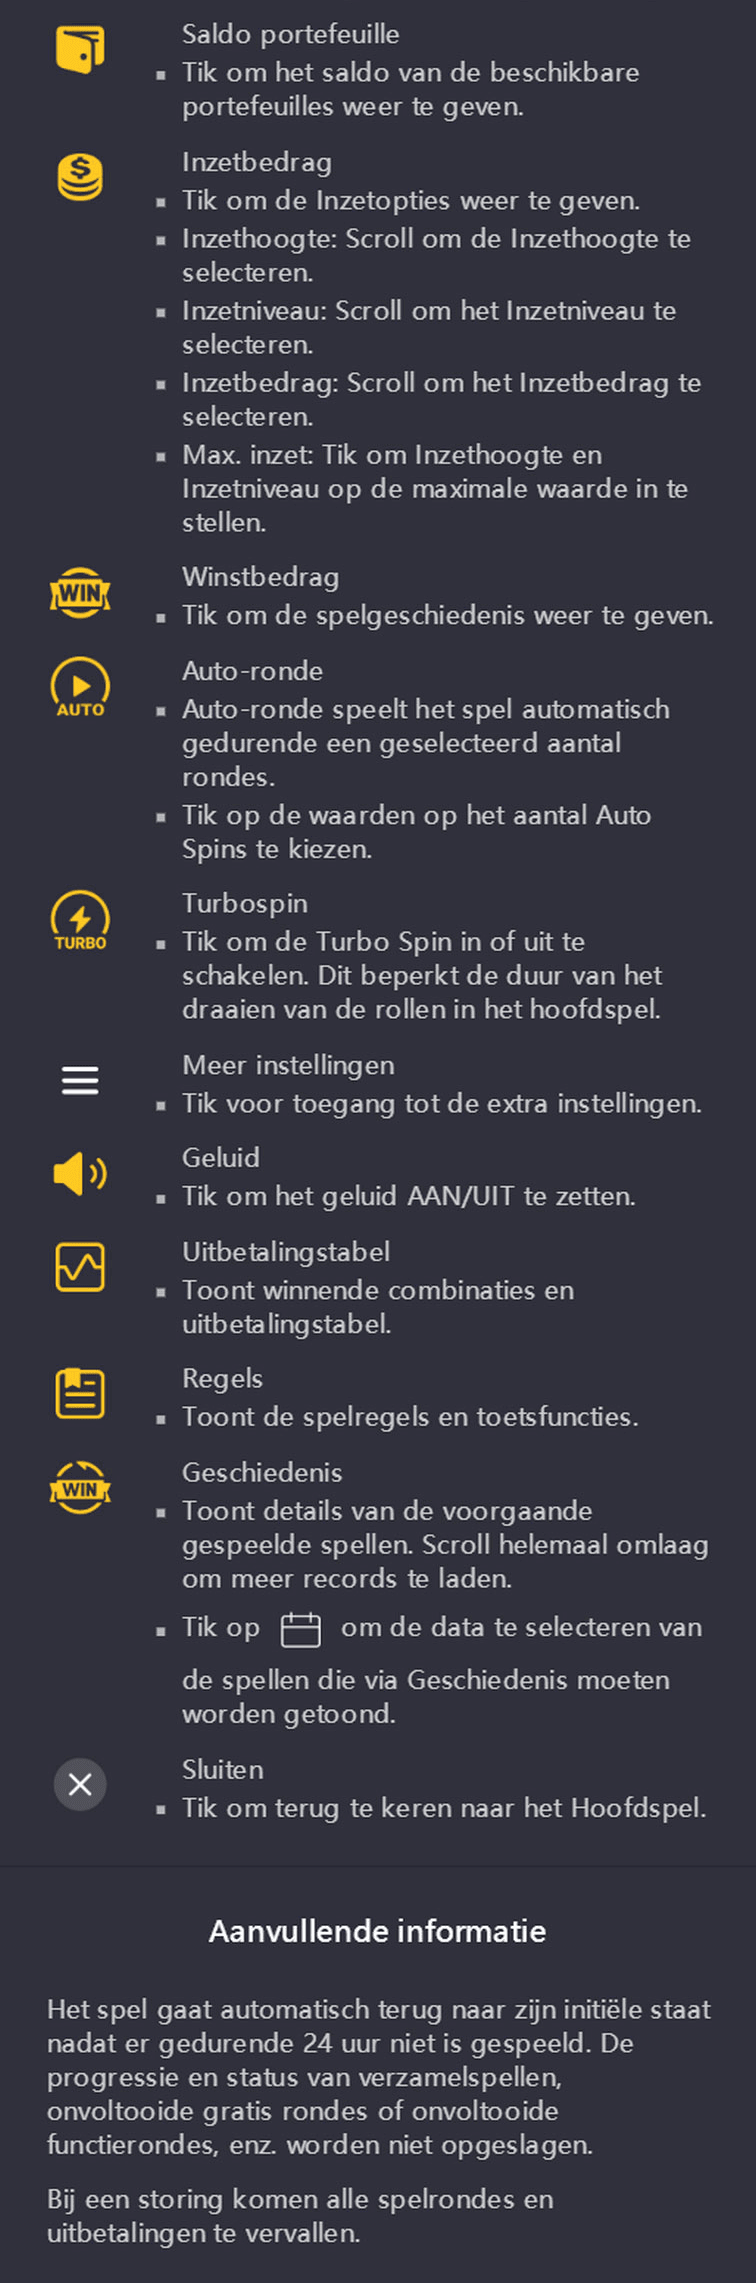 Saldo portefeuille
▪ Tik om het saldo van de beschikbare
portefeuilles weer te geven.
$
Inzetbedrag
▪ Tik om de Inzetopties weer te geven.
▪ Inzethoogte: Scroll om de Inzethoogte te
selecteren.
▪ Inzetniveau: Scroll om het Inzetniveau te
selecteren.
▪ Inzetbedrag: Scroll om het Inzetbedrag te
selecteren.
▪ Max. inzet: Tik om Inzethoogte en
Inzetniveau op de maximale waarde in te
stellen.
WIN
Winstbedrag
▪ Tik om de spelgeschiedenis weer te geven.
AUTO
Auto-ronde
▪ Auto-ronde speelt het spel automatisch
gedurende een geselecteerd aantal
rondes.
▪ Tik op de waarden op het aantal Auto
Spins te kiezen.
TURBO
Turbospin
▪ Tik om de Turbo Spin in of uit te
schakelen. Dit beperkt de duur van het
draaien van de rollen in het hoofdspel.
Meer instellingen
▪ Tik voor toegang tot de extra instellingen.
Geluid
▪ Tik om het geluid AAN/UIT te zetten.
Uitbetalingstabel
▪ Toont winnende combinaties en
uitbetalingstabel.
Regels
▪ Toont de spelregels en toetsfuncties.
WIN
Geschiedenis
▪ Toont details van de voorgaande
gespeelde spellen. Scroll helemaal omlaag
om meer records te laden.
▪ Tik op om de data te selecteren van
de spellen die via Geschiedenis moeten
worden getoond.
Sluiten
▪ Tik om terug te keren naar het Hoofdspel.
Aanvullende informatie
Het spel gaat automatisch terug naar zijn initiële staat
nadat er gedurende 24 uur niet is gespeeld. De
progressie en status van verzamelspellen,
onvoltooide gratis rondes of onvoltooide
functierondes, enz. worden niet opgeslagen.
Bij een storing komen alle spelrondes en
uitbetalingen te vervallen.